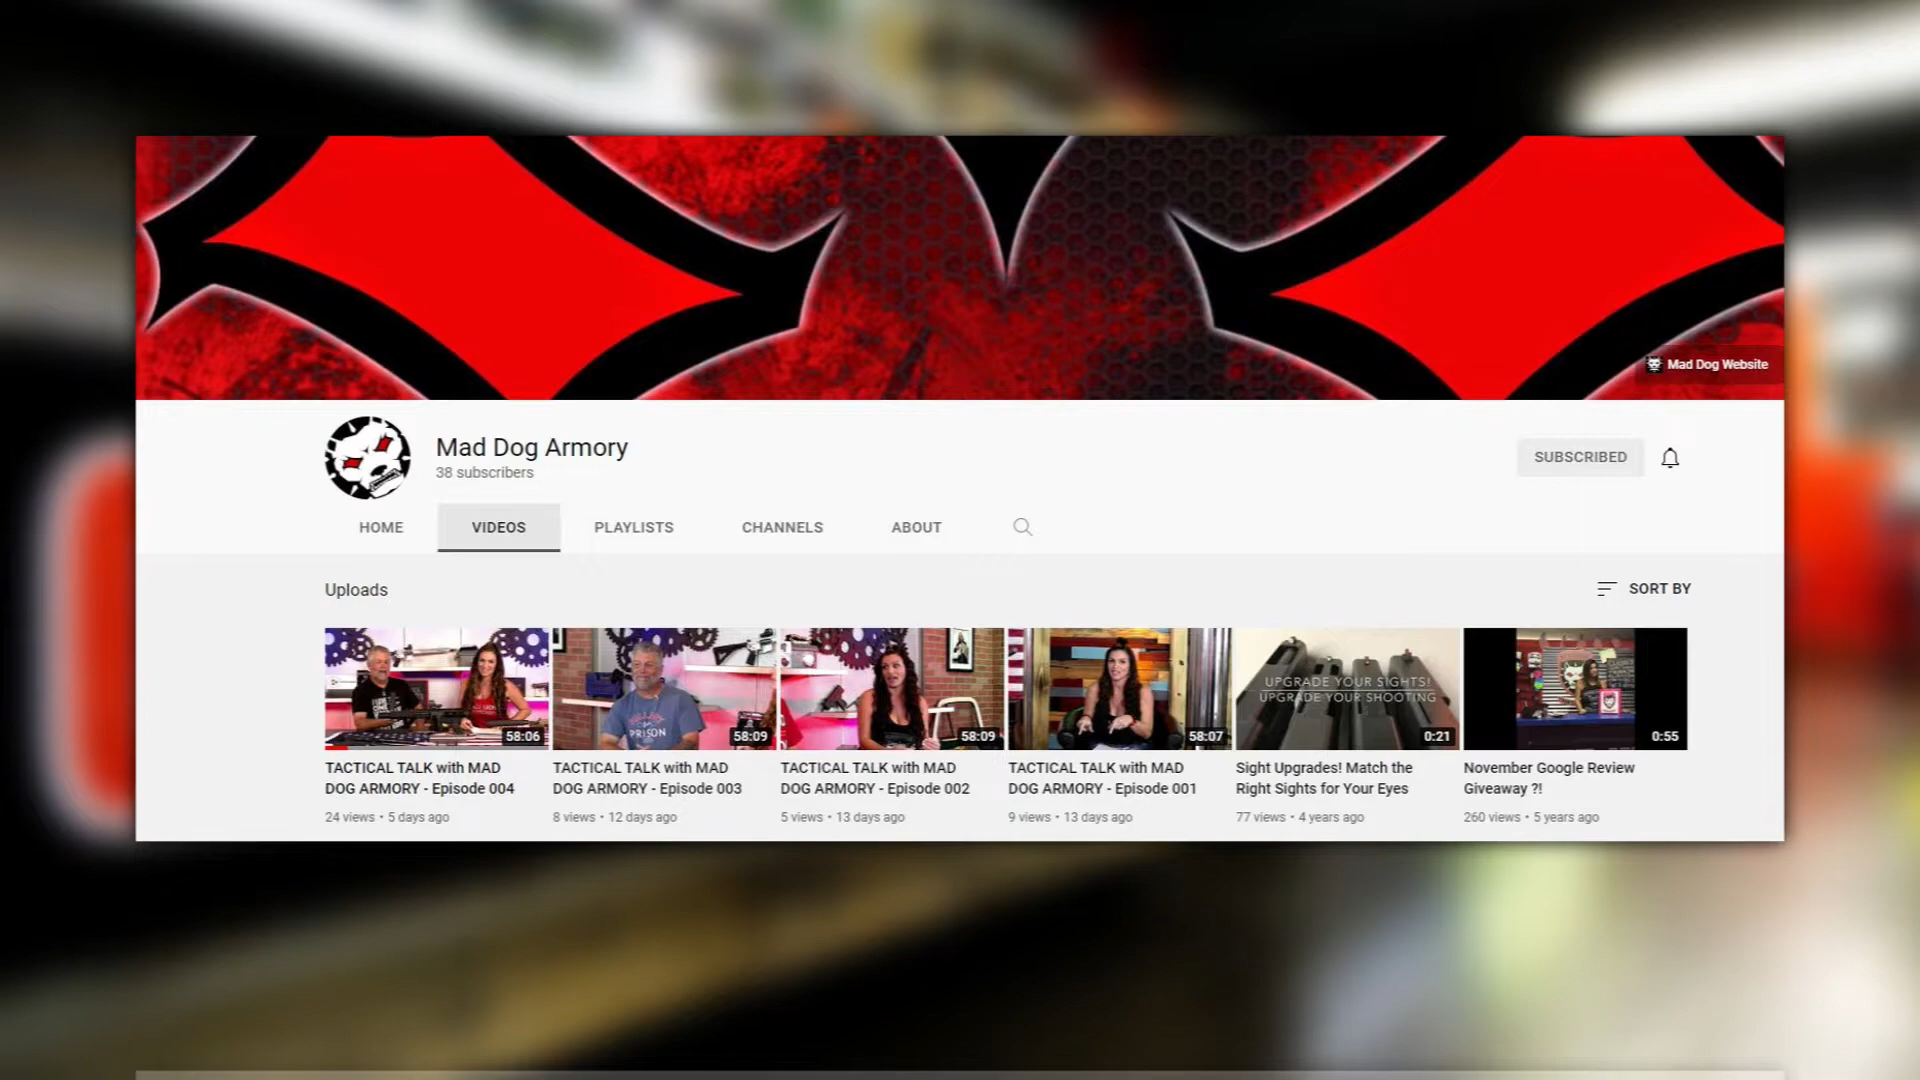 Mad Dog Website
Mad Dog Armory
38 subscribers
SUBSCRIBED
HOME
VIDEOS
PLAYLISTS
CHANNELS
ABOUT
Uploads
SORT BY
58:06
PRISON
58:09
58:09
58:07
UPGRADE YOUR SIGHTS!
UPGRADE YOUR SHOOTING
0:21
0:55
TACTICAL TALK with MAD
DOG ARMORY - Episode 004
24 views • 5 days ago
TACTICAL TALK with MAD
DOG ARMORY - Episode 003
8 views • 12 days ago
TACTICAL TALK with MAD
DOG ARMORY - Episode 002
5 views • 13 days ago
TACTICAL TALK with MAD
DOG ARMORY - Episode 001
9 views • 13 days ago
Sight Upgrades! Match the
Right Sights for Your Eyes
77 views • 4 years ago
November Google Review
Giveaway ?!
260 views • 5 years ago